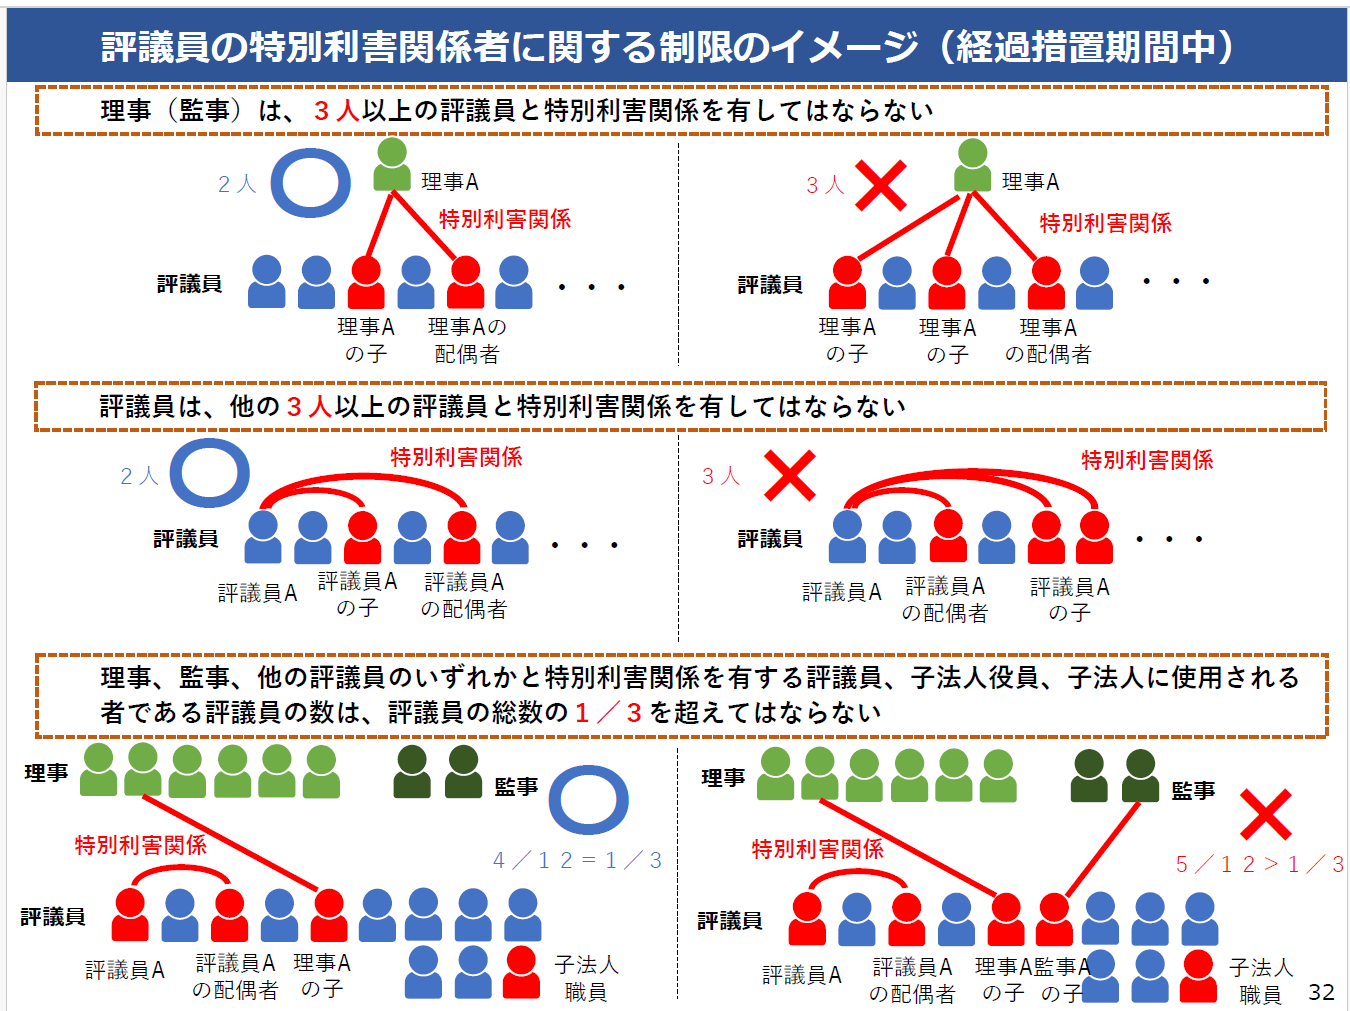 評議員の特別利害関係者に関する制限のイメージ（経過措置期間中）
理事（監事）は、３人以上の評議員と特別利害関係を有してはならない
２人
理事A
特別利害関係
評議員
・・・
理事A
の子
理事Aの
配偶者
３人
理事A
特別利害関係
評議員
・・・
理事A
の子
理事A
の子
理事A
の配偶者
評議員は、他の３人以上の評議員と特別利害関係を有してはならない
２人
特別利害関係
評議員
・・・
評議員A
評議員A
の子
評議員A
の配偶者
３人
特別利害関係
評議員
・・・
評議員A
評議員A
の配偶者
評議員A
の子
理事、監事、他の評議員のいずれかと特別利害関係を有する評議員、子法人役員、子法人に使用される
者である評議員の数は、評議員の総数の１／３を超えてはならない
理事
監事
特別利害関係
４／１２＝１／３
評議員
評議員A
評議員A
の配偶者
理事A
の子
子法人
職員
理事
監事
特別利害関係
５／１２＞１／３
評議員
評議員A
評議員A
の配偶者
理事A
の子
監事A
の子
子法人
職員
32